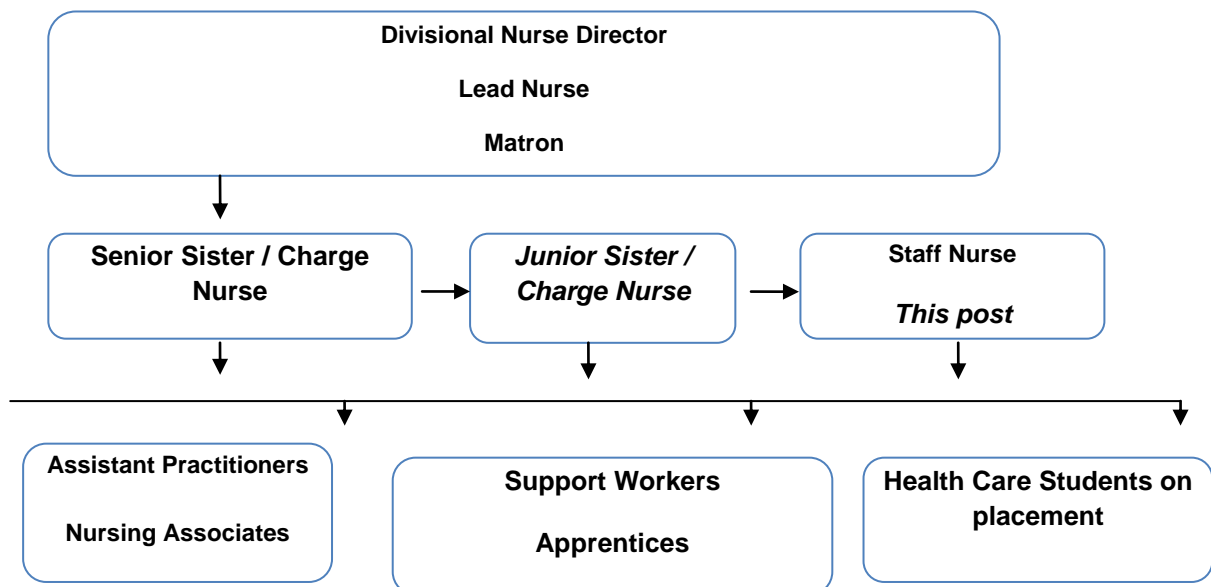 Divisional Nurse Director
Lead Nurse
Matron
Senior Sister / Charge
Nurse
Junior Sister /
Charge Nurse
Staff Nurse
This post
Assistant Practitioners
Nursing Associates
Support Workers
Apprentices
Health Care Students on
placement